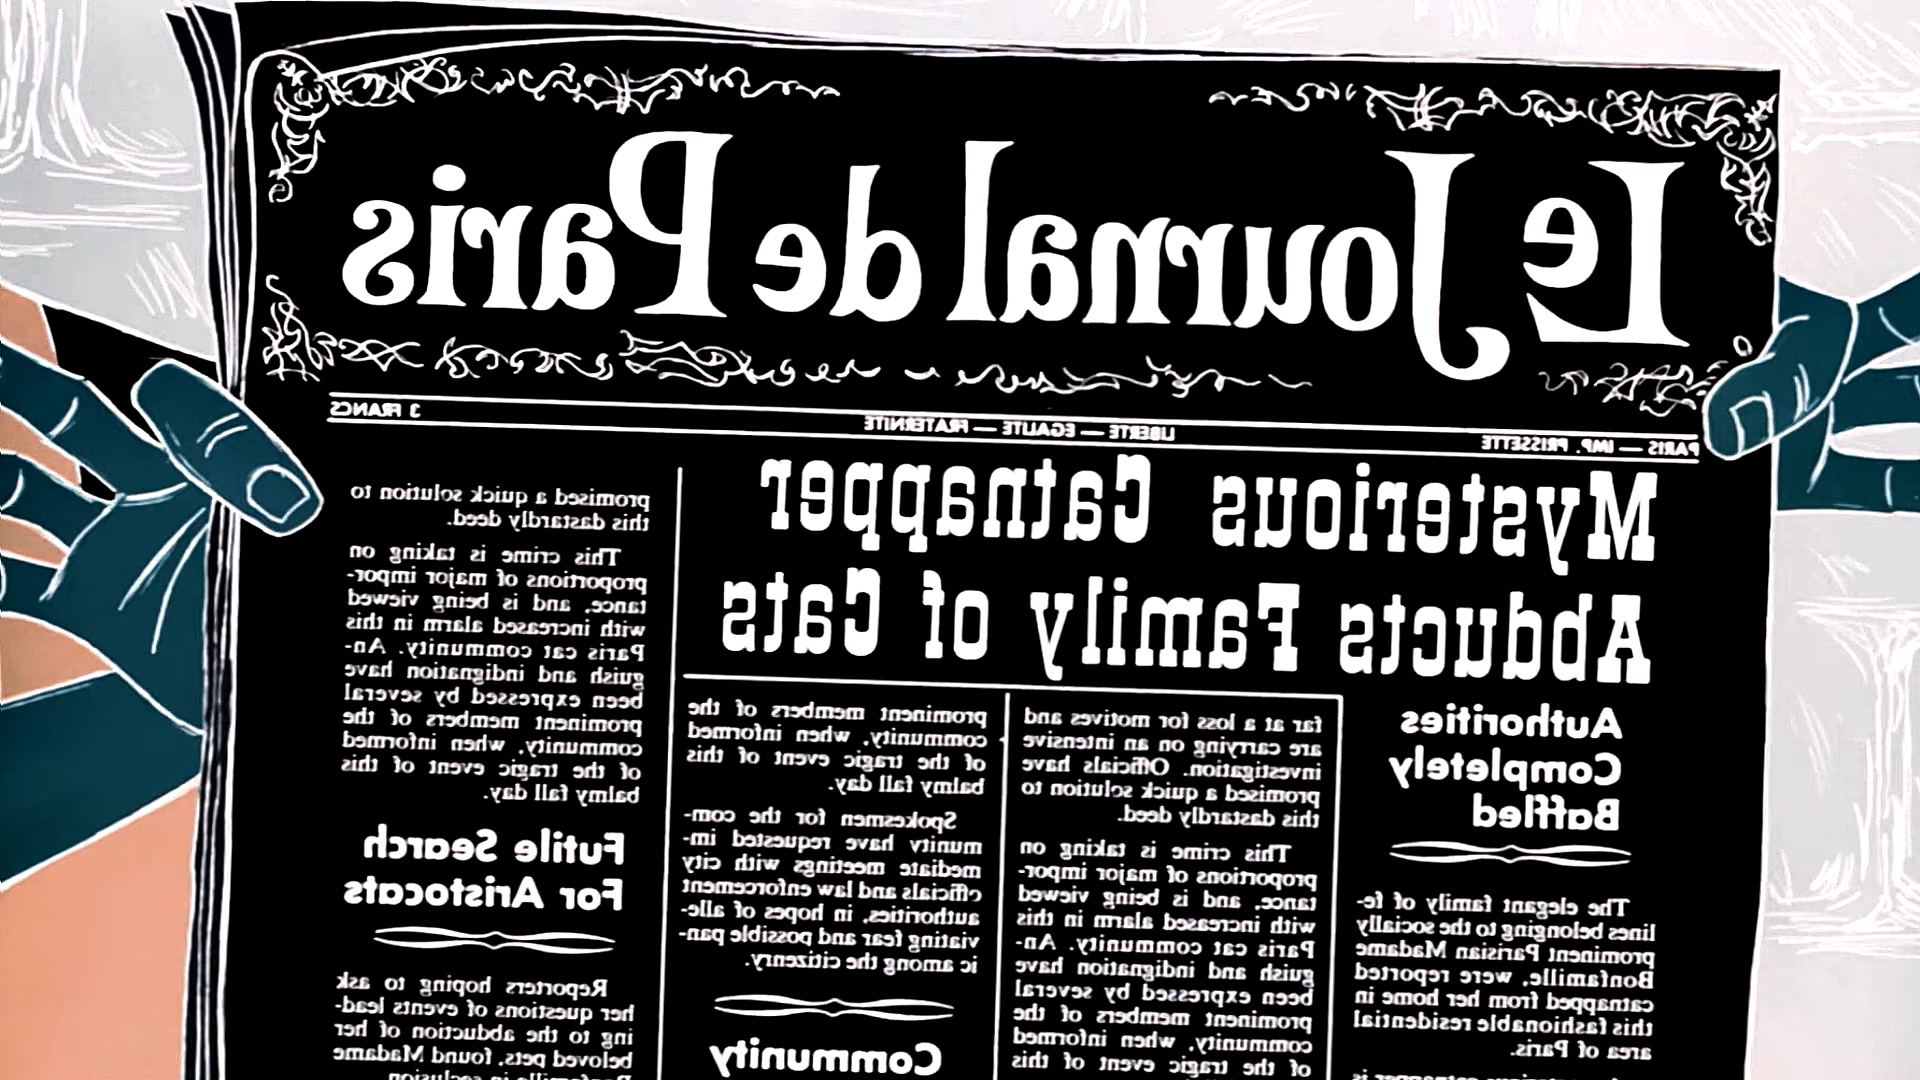 Le Journal de Paris
PARIS — IMP. PRISSETTE
LIBERTE — EGALITE — FRATERNITE
3 FRANCS
Mysterious Catnapper
Abducts Family of Cats
Authorities
Completely
Baffled
The elegant family of fe-
lines belonging to the socially
prominent Parisian Madame
Bonfamille, were reported
catnapped from her home in
this fashionable residential
area of Paris.
catnapper is
far at a loss for motives and
are carrying on an intensive
investigation. Officials have
promised a quick solution to
this dastardly deed.
This crime is taking on
proportions of major impor-
tance, and is being viewed
with increased alarm in this
Paris cat community. An-
guish and indignation have
been expressed by several
prominent members of the
community, when informed
of the tragic event of this
prominent members of the
community, when informed
of the tragic event of this
balmy fall day.
Spokesmen for the com-
munity have requested im-
mediate meetings with city
officials and law enforcement
authorities, in hopes of alle-
viating fear and possible pan-
ic among the citizenry.
Community
promised a quick solution to
this dastardly deed.
This crime is taking on
proportions of major impor-
tance, and is being viewed
with increased alarm in this
Paris cat community. An-
guish and indignation have
been expressed by several
prominent members of the
community, when informed
of the tragic event of this
balmy fall day.
Futile Search
For Aristocats
Reporters hoping to ask
her questions of events lead-
ing to the abduction of her
beloved pets, found Madame
Bonfamille in seclusion